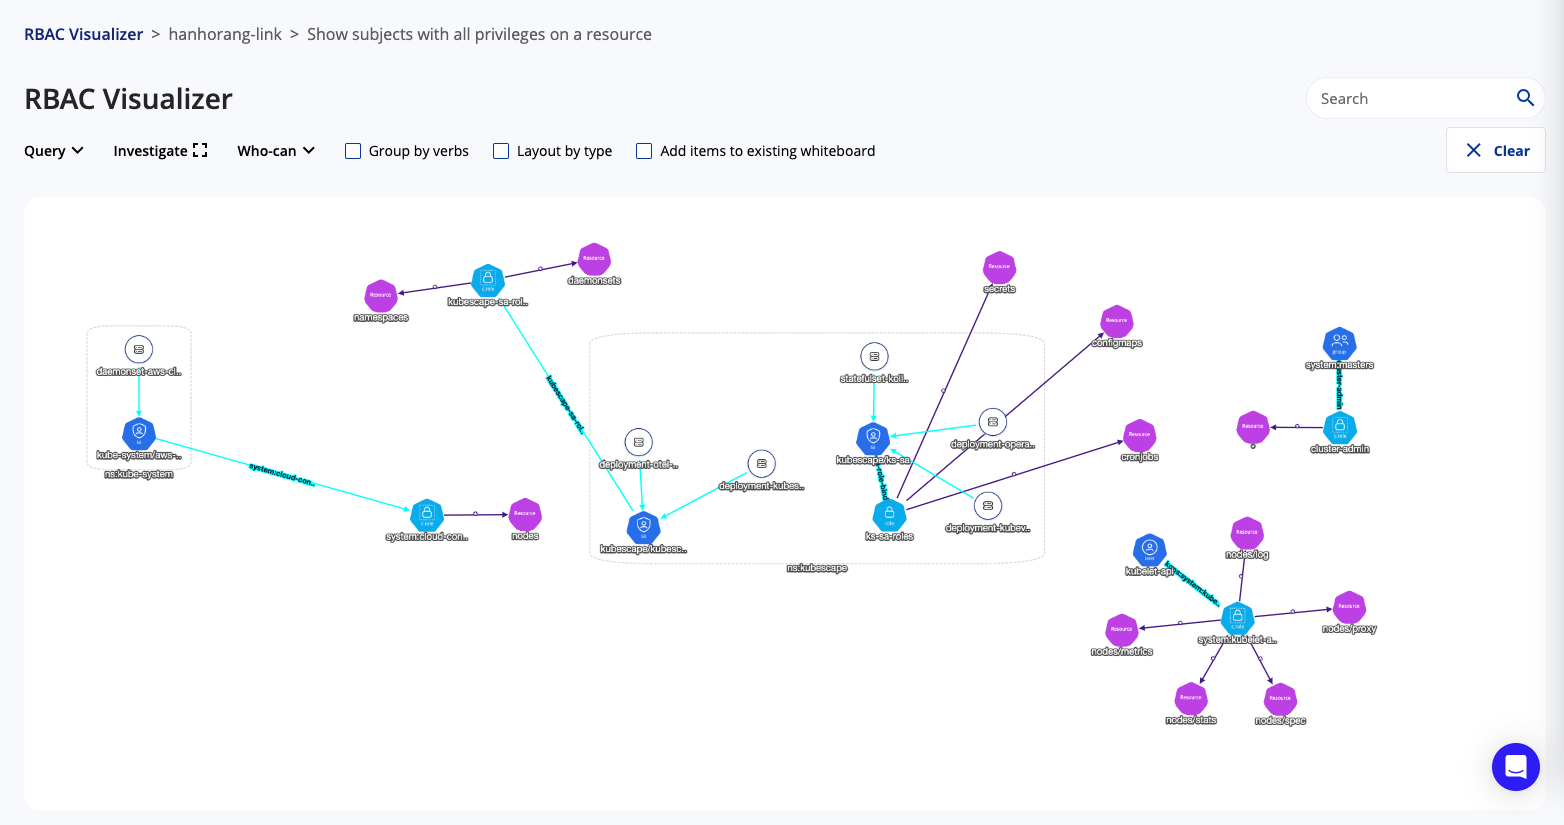 RBAC Visualizer > hanhorang-link > Show subjects with all privileges on a resource
RBAC Visualizer
Search
Query
Investigate
Who-can
Group by verbs
Layout by type
Add items to existing whiteboard
Clear
Resource
daemonsets
Resource
namespaces
c.role
kubescape-sa-rol..
Resource
secrets
Resource
configmaps
daemonset-aws-cl..
sa
kube-system/aws-..
ns:kube-system
system:cloud-con..
kubescape-sa-rol..
statefulset-koll..
deployment-opera..
deployment-otel-..
deployment-kubes..
sa
kubescape/ks-sa
-role-bind
Resource
cronjobs
group
system:masters
ster-admin
Resource
*
c.role
cluster-admin
c.role
system:cloud-con..
Resource
nodes
sa
kubescape/kubesc..
role
ks-sa-roles
deployment-kubev..
ns:kubescape
user
kubelet-api
Resource
nodes/log
c.role
system:kubelet-a..
Resource
nodes/proxy
Resource
nodes/metrics
Resource
nodes/stats
Resource
nodes/spec